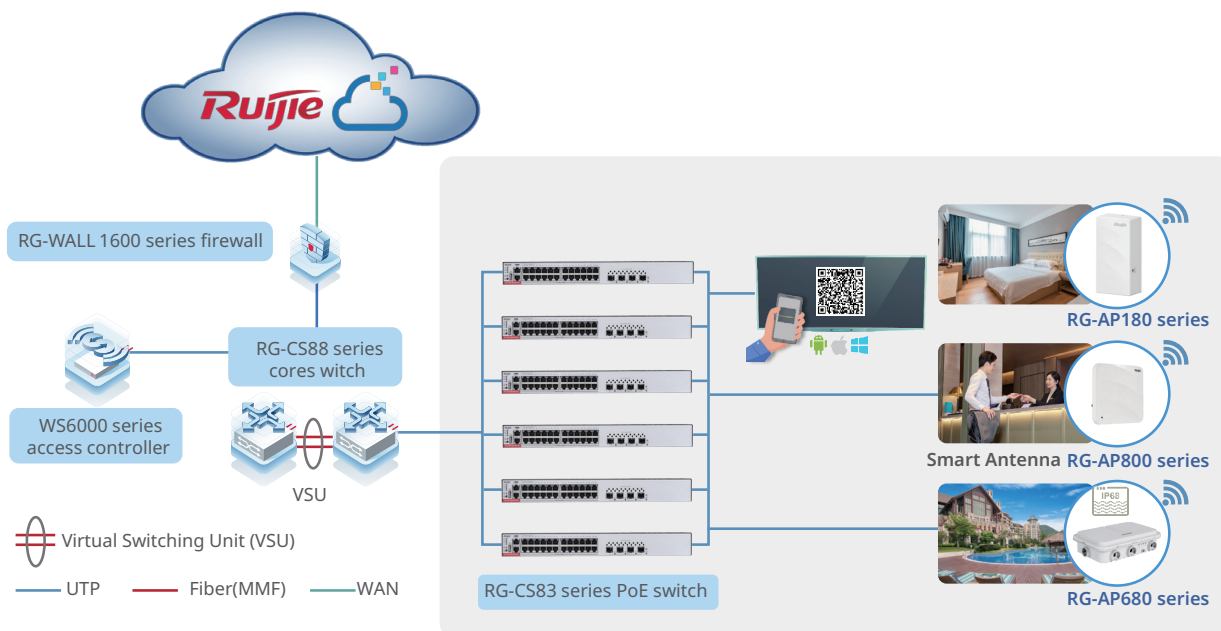 Ruijie
RG-WALL 1600 series firewall
RG-CS88 series
cores witch
WS6000 series
access controller
VSU
Virtual Switching Unit (VSU)
UTP
Fiber(MMF)
WAN
RG-CS83 series PoE switch
RG-AP180 series
Smart Antenna
RG-AP800 series
IP68
RG-AP680 series